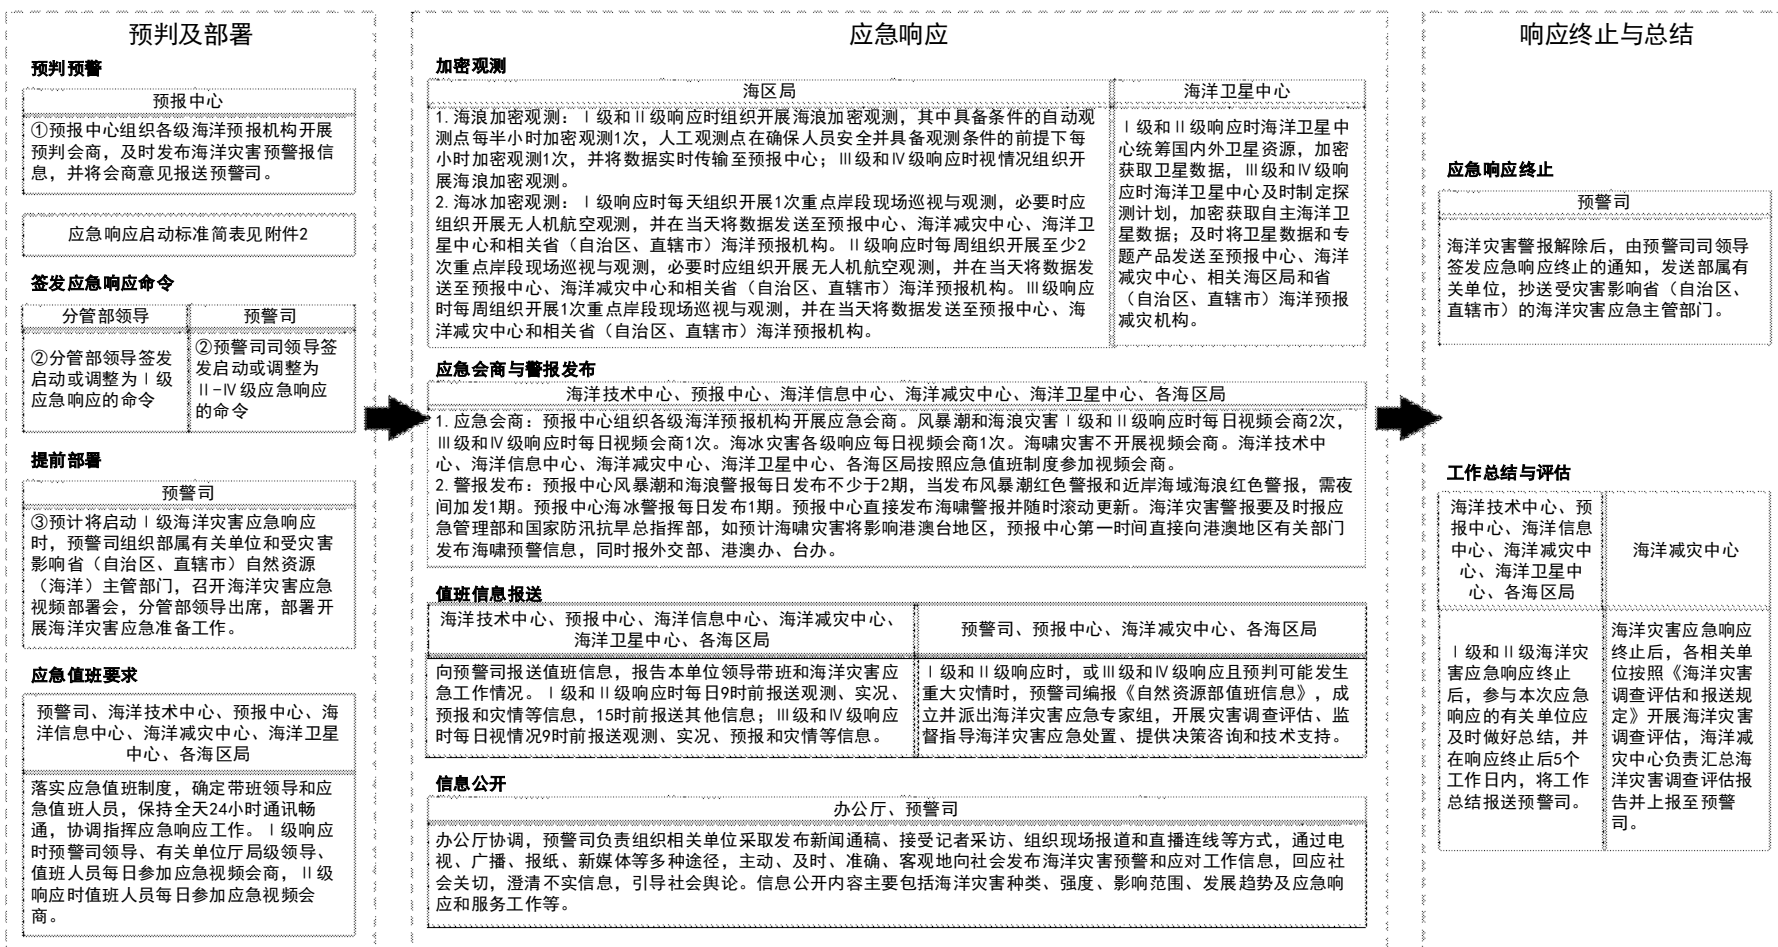 预判及部署
预判预警
预报中心
①预报中心组织各级海洋预报机构开展
预判会商，及时发布海洋灾害预警报信
息，并将会商意见报送预警司。
应急响应启动标准简表见附件2
签发应急响应命令
分管部领导
②分管部领导签发
启动或调整为Ⅰ级
应急响应的命令
预警司
②预警司司领导签
发启动或调整为
Ⅱ-Ⅳ级应急响应
的命令
提前部署
预警司
③预计将启动Ⅰ级海洋灾害应急响应
时，预警司组织部属有关单位和受灾害
影响省（自治区、直辖市）自然资源
（海洋）主管部门，召开海洋灾害应急
视频部署会，分管部领导出席，部署开
展海洋灾害应急准备工作。
应急值班要求
预警司、海洋技术中心、预报中心、海
洋信息中心、海洋减灾中心、海洋卫星
中心、各海区局
落实应急值班制度，确定带班领导和应
急值班人员，保持全天24小时通讯畅
通，协调指挥应急响应工作。Ⅰ级响应
时预警司领导、有关单位厅局级领导、
值班人员每日参加应急视频会商，Ⅱ级
响应时值班人员每日参加应急视频会
商。
应急响应
加密观测
海区局
1.海浪加密观测：Ⅰ级和Ⅱ级响应时组织开展海浪加密观测，其中具备条件的自动观
测点每半小时加密观测1次，人工观测点在确保人员安全并具备观测条件的前提下每
小时加密观测1次，并将数据实时传输至预报中心；Ⅲ级和Ⅳ级响应时视情况组织开
展海浪加密观测。
2.海冰加密观测：Ⅰ级响应时每天组织开展1次重点岸段现场巡视与观测，必要时应
组织开展无人机航空观测，并在当天将数据发送至预报中心、海洋减灾中心、海洋卫
星中心和相关省（自治区、直辖市）海洋预报机构。Ⅱ级响应时每周组织开展至少2
次重点岸段现场巡视与观测，必要时应组织开展无人机航空观测，并在当天将数据发
送至预报中心、海洋减灾中心和相关省（自治区、直辖市）海洋预报机构。Ⅲ级响应
时每周组织开展1次重点岸段现场巡视与观测，并在当天将数据发送至预报中心、海
洋减灾中心和相关省（自治区、直辖市）海洋预报机构。
海洋卫星中心
Ⅰ级和Ⅱ级响应时海洋卫星中
心统筹国内外卫星资源，加密
获取卫星数据，Ⅲ级和Ⅳ级响
应时海洋卫星中心及时制定探
测计划，加密获取自主海洋卫
星数据；及时将卫星数据和专
题产品发送至预报中心、海洋
减灾中心、相关海区局和省
（自治区、直辖市）海洋预报
减灾机构。
应急会商与警报发布
海洋技术中心、预报中心、海洋信息中心、海洋减灾中心、海洋卫星中心、各海区局
1.应急会商：预报中心组织各级海洋预报机构开展应急会商。风暴潮和海浪灾害Ⅰ级和Ⅱ级响应时每日视频会商2次，
Ⅲ级和Ⅳ级响应时每日视频会商1次。海冰灾害各级响应每日视频会商1次。海啸灾害不开展视频会商。海洋技术中
心、海洋信息中心、海洋减灾中心、海洋卫星中心、各海区局按照应急值班制度参加视频会商。
2.警报发布：预报中心风暴潮和海浪警报每日发布不少于2期，当发布风暴潮红色警报和近岸海域海浪红色警报，需夜
间加发1期。预报中心海冰警报每日发布1期。预报中心直接发布海啸警报并随时滚动更新。海洋灾害警报要及时报应
急管理部和国家防汛抗旱总指挥部，如预计海啸灾害将影响港澳台地区，预报中心第一时间直接向港澳地区有关部门
发布海啸预警信息，同时报外交部、港澳办、台办。
值班信息报送
海洋技术中心、预报中心、海洋信息中心、海洋减灾中心、
海洋卫星中心、各海区局
向预警司报送值班信息，报告本单位领导带班和海洋灾害应
急工作情况。Ⅰ级和Ⅱ级响应时每日9时前报送观测、实况、
预报和灾情等信息，15时前报送其他信息；Ⅲ级和Ⅳ级响应
时每日视情况9时前报送观测、实况、预报和灾情等信息。
预警司、预报中心、海洋减灾中心、各海区局
Ⅰ级和Ⅱ级响应时，或Ⅲ级和Ⅳ级响应且预判可能发生
重大灾情时，预警司编报《自然资源部值班信息》，成
立并派出海洋灾害应急专家组，开展灾害调查评估、监
督指导海洋灾害应急处置、提供决策咨询和技术支持。
信息公开
办公厅、预警司
办公厅协调，预警司负责组织相关单位采取发布新闻通稿、接受记者采访、组织现场报道和直播连线等方式，通过电
视、广播、报纸、新媒体等多种途径，主动、及时、准确、客观地向社会发布海洋灾害预警和应对工作信息，回应社
会关切，澄清不实信息，引导社会舆论。信息公开内容主要包括海洋灾害种类、强度、影响范围、发展趋势及应急响
应和服务工作等。
响应终止与总结
应急响应终止
预警司
海洋灾害警报解除后，由预警司司领导
签发应急响应终止的通知，发送部属有
关单位，抄送受灾害影响省（自治区、
直辖市）的海洋灾害应急主管部门。
工作总结与评估
海洋技术中心、预
报中心、海洋信息
中心、海洋减灾中
心、海洋卫星中
心、各海区局
Ⅰ级和Ⅱ级海洋灾
害应急响应终止
后，参与本次应急
响应的有关单位应
及时做好总结，并
在响应终止后5个
工作日内，将工作
总结报送预警司。
海洋减灾中心
海洋灾害应急响应
终止后，各相关单
位按照《海洋灾害
调查评估和报送规
定》开展海洋灾害
调查评估，海洋减
灾中心负责汇总海
洋灾害调查评估报
告并上报至预警
司。